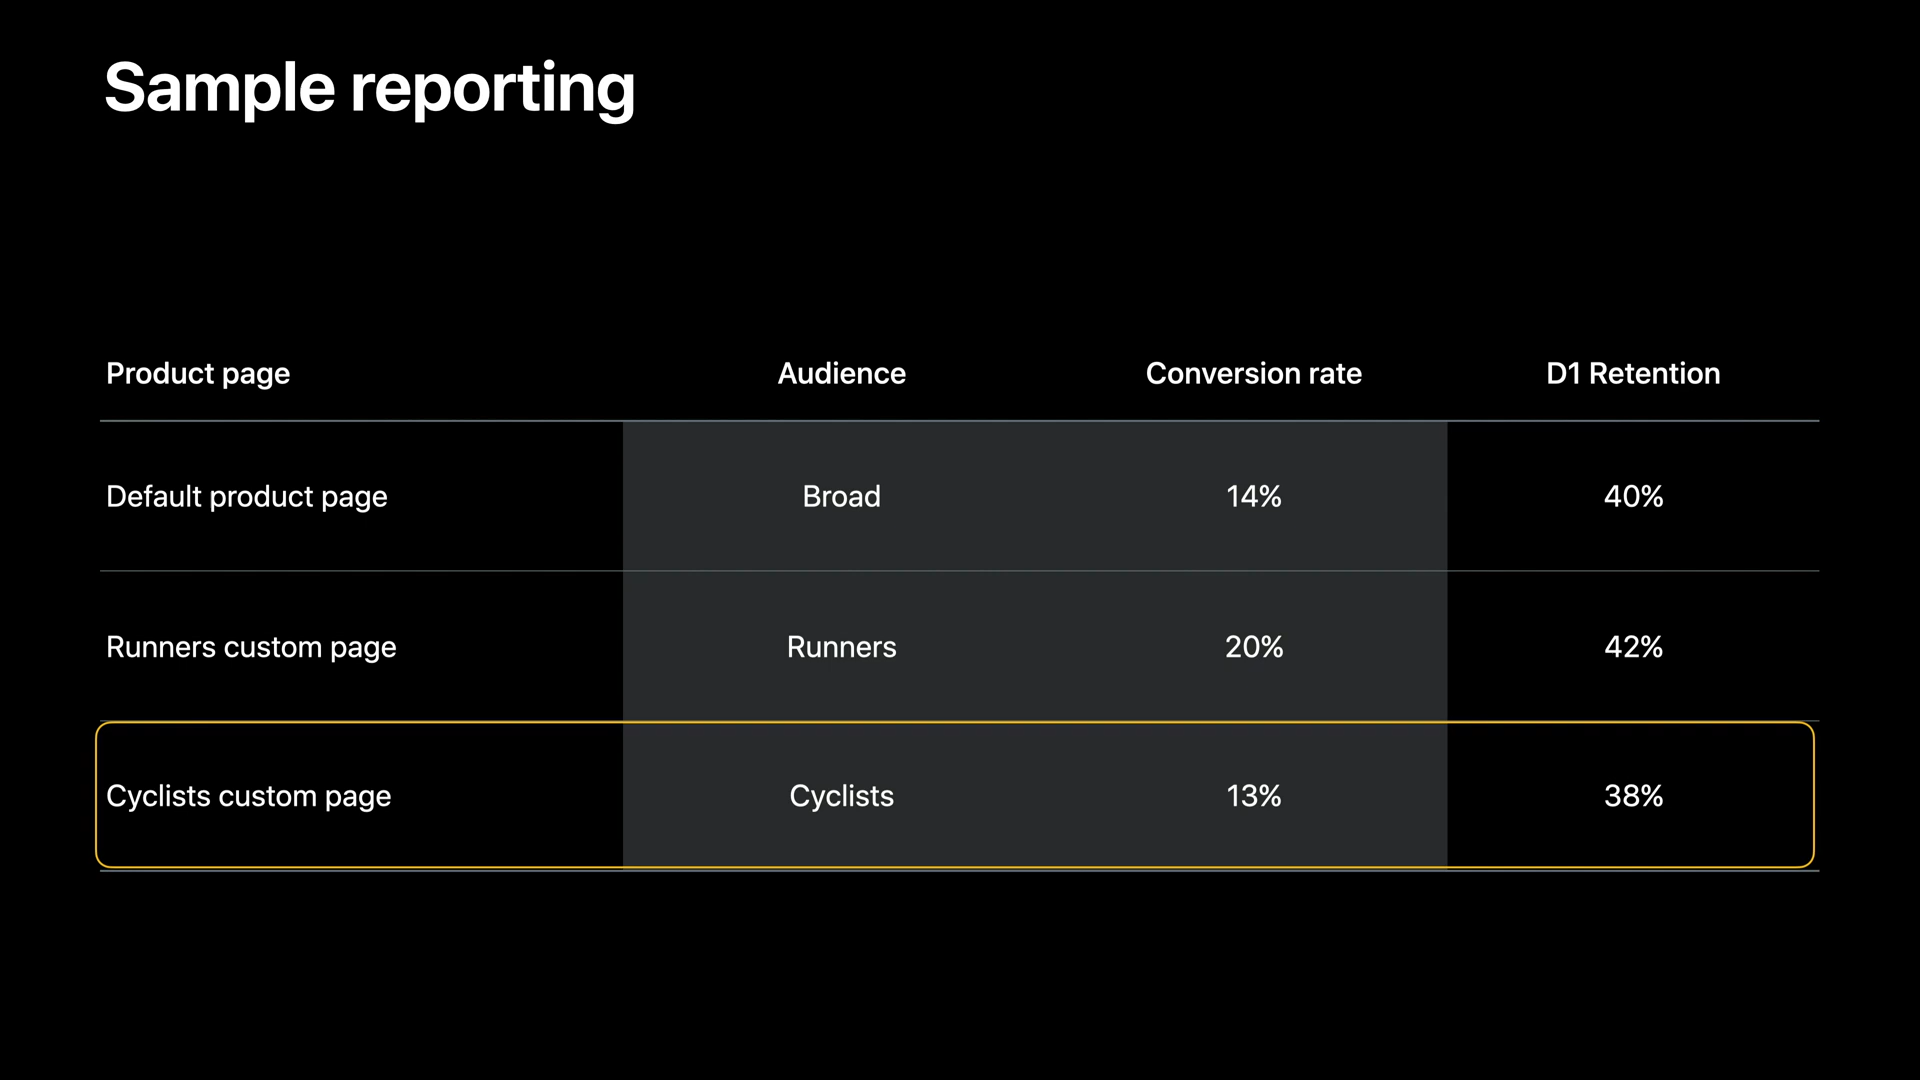 Sample reporting
Product page Audience Conversion rate D1 Retention
Default product page Broad 14% 40%
Runners custom page Runners 20% 42%
Cyclists custom page Cyclists 13% 38%